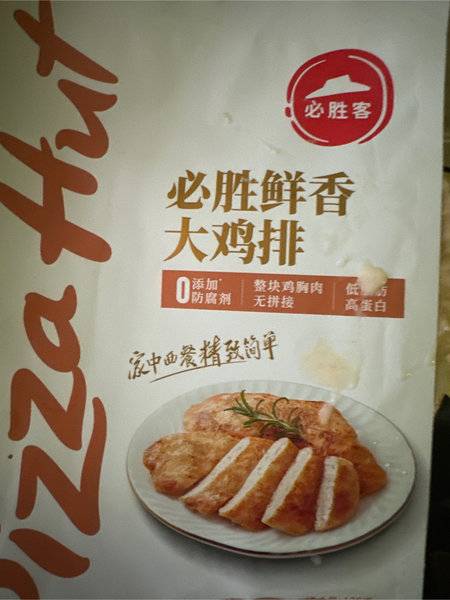 Pizza Hut
必胜客
必胜鲜香
大鸡排
0 添加*
防腐剂
整块鸡胸肉
无拼接
低
高蛋白
家中西餐精致简单